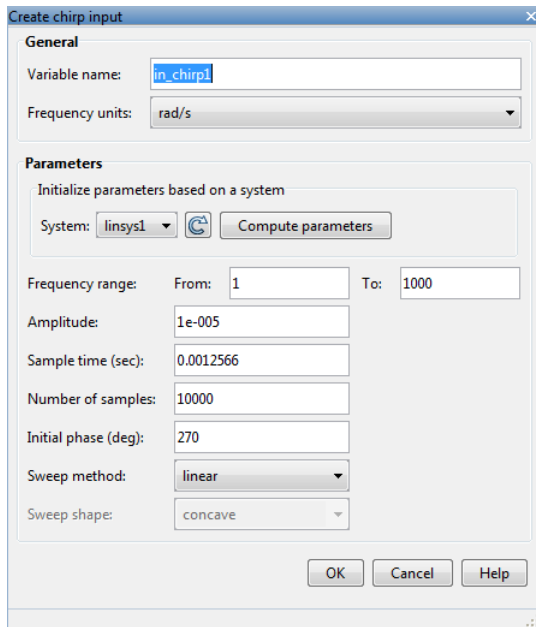 Create chirp input
General
Variable name: in_chirp1
Frequency units: rad/s
Parameters
Initialize parameters based on a system
System: linsys1 Compute parameters
Frequency range: From: 1 To: 1000
Amplitude: 1e-005
Sample time (sec): 0.0012566
Number of samples: 10000
Initial phase (deg): 270
Sweep method: linear
Sweep shape: concave
OK Cancel Help